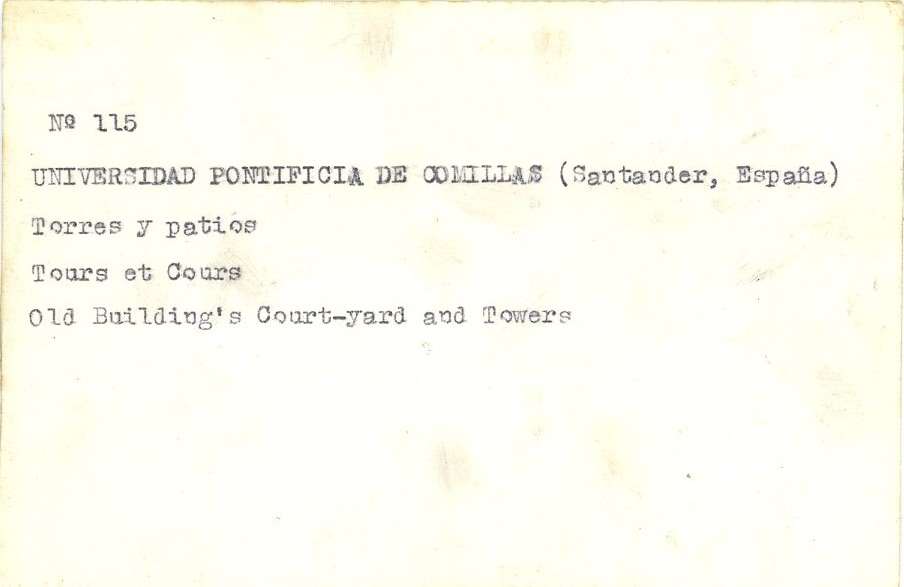 Nº 115
UNIVERSIDAD PONTIFICIA DE COMILLAS (Santander, España)
Torres y patios
Tours et Cours
Old Building's Court-yard and Towers